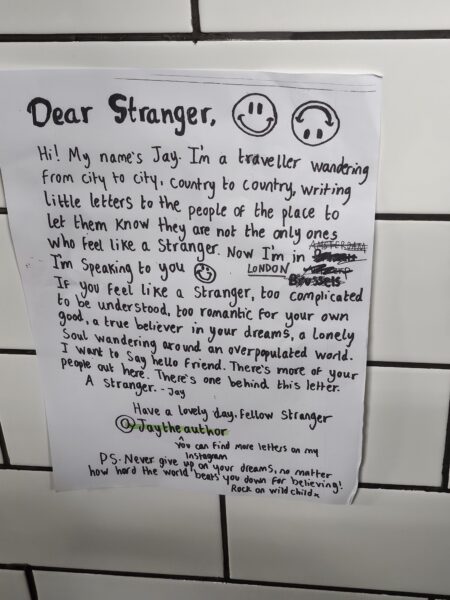 Dear Stranger,
Hi! My name's Jay. I'm a traveller wandering
from city to city, country to country, writing
little letters to the people of the place to
let them know they are not the only ones
who feel like a Stranger. Now I'm in AMSTERDAM
I'm Speaking to you LONDON
Brussels
If you feel like a Stranger, too complicated
to be understood, too romantic for your own
good, a true believer in your dreams, a lonely
Soul wandering around an overpopulated world.
I want to Say hello friend. There's more of your
people out here. There's one behind this letter.
A Stranger. - Jay
Have a lovely day, Fellow Stranger
@Jaytheauthor
You can find more letters on my
Instagram
PS. Never give up on your dreams, no matter
how hard the world beats you down for believing!
Rock on wild child x